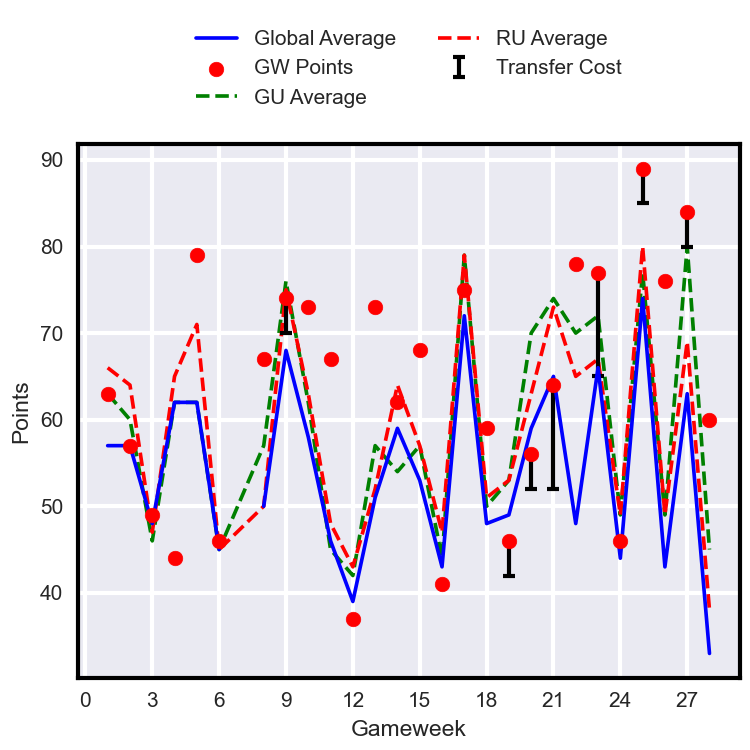 Global Average
GW Points
GU Average
RU Average
Transfer Cost
90
80
70
60
50
40
Points
0 3 6 9 12 15 18 21 24 27
Gameweek